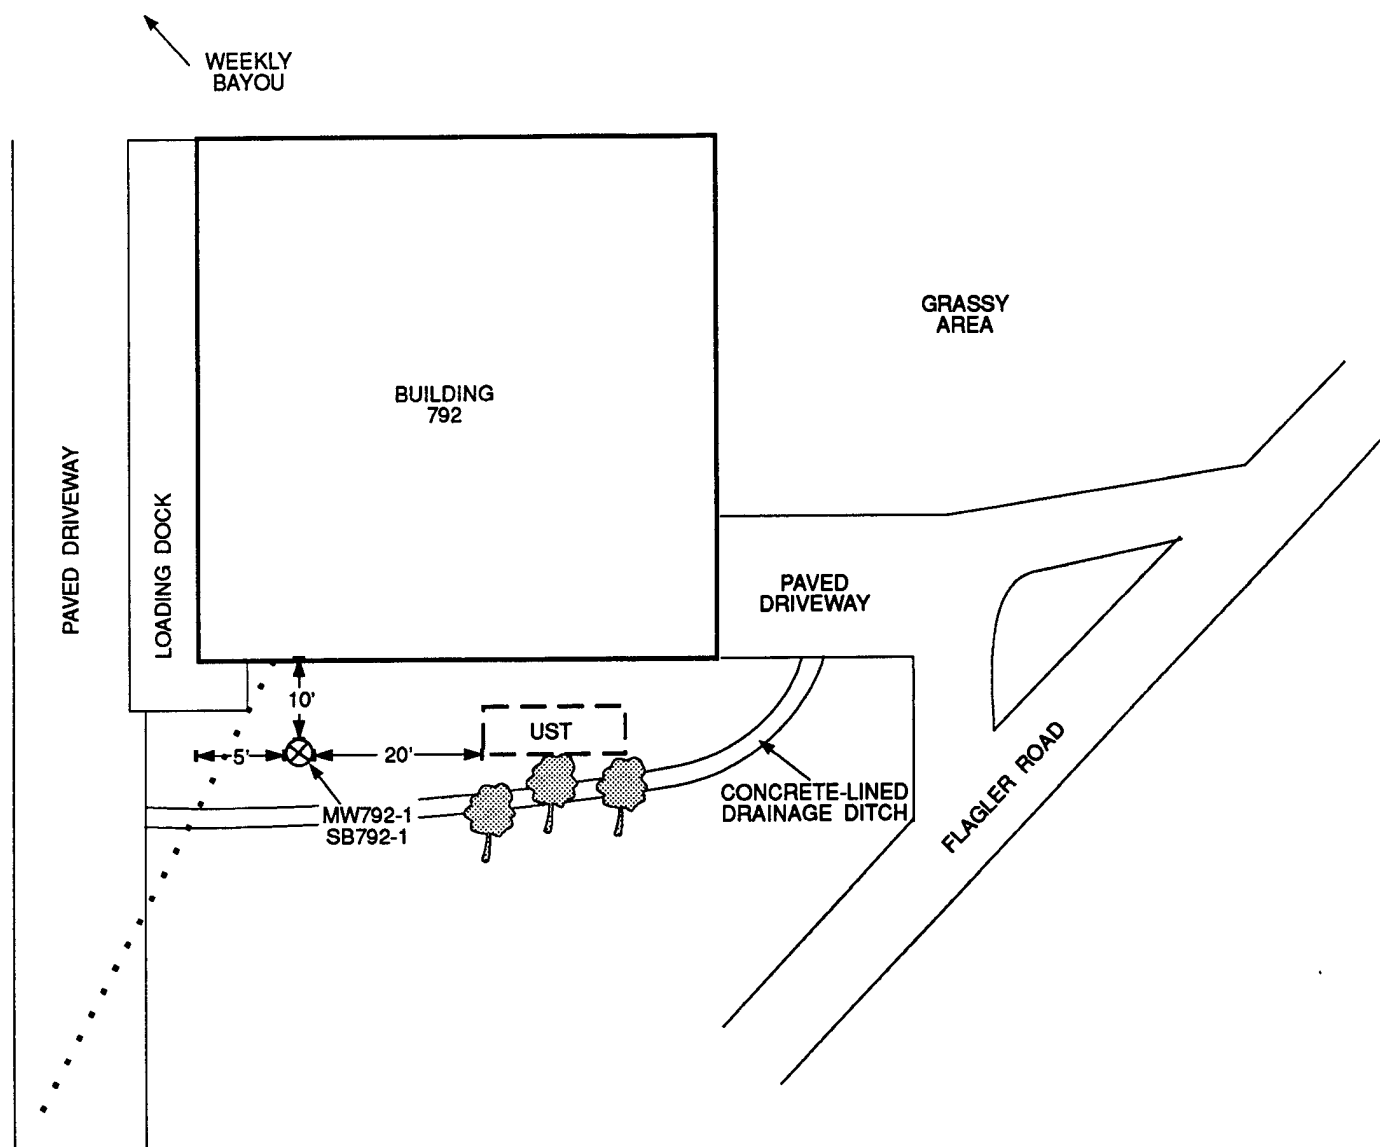 WEEKLY
BAYOU
GRASSY
AREA
BUILDING
792
PAVED DRIVEWAY
LOADING DOCK
PAVED
DRIVEWAY
10'
UST
5'
20'
CONCRETE-LINED
DRAINAGE DITCH
MW792-1
SB792-1
FLAGLER ROAD